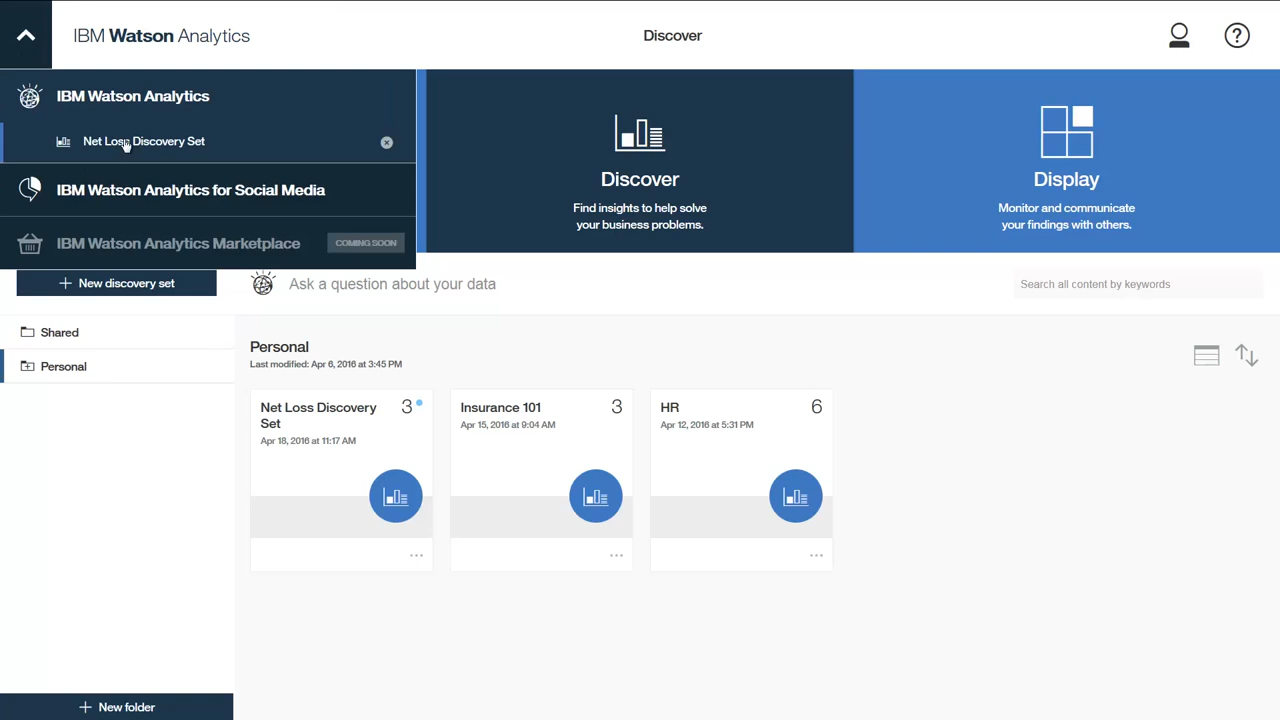 IBM Watson Analytics
Discover
IBM Watson Analytics
Net Loss Discovery Set
IBM Watson Analytics for Social Media
IBM Watson Analytics Marketplace
COMING SOON
Discover
Find insights to help solve
your business problems.
Display
Monitor and communicate
your findings with others.
+ New discovery set
Ask a question about your data
Search all content by keywords
Shared
Personal
Personal
Last modified: Apr 6, 2016 at 3:45 PM
Net Loss Discovery
Set
3
Apr 18, 2016 at 11:17 AM
Insurance 101
3
Apr 15, 2016 at 9:04 AM
HR
6
Apr 12, 2016 at 5:31 PM
+ New folder